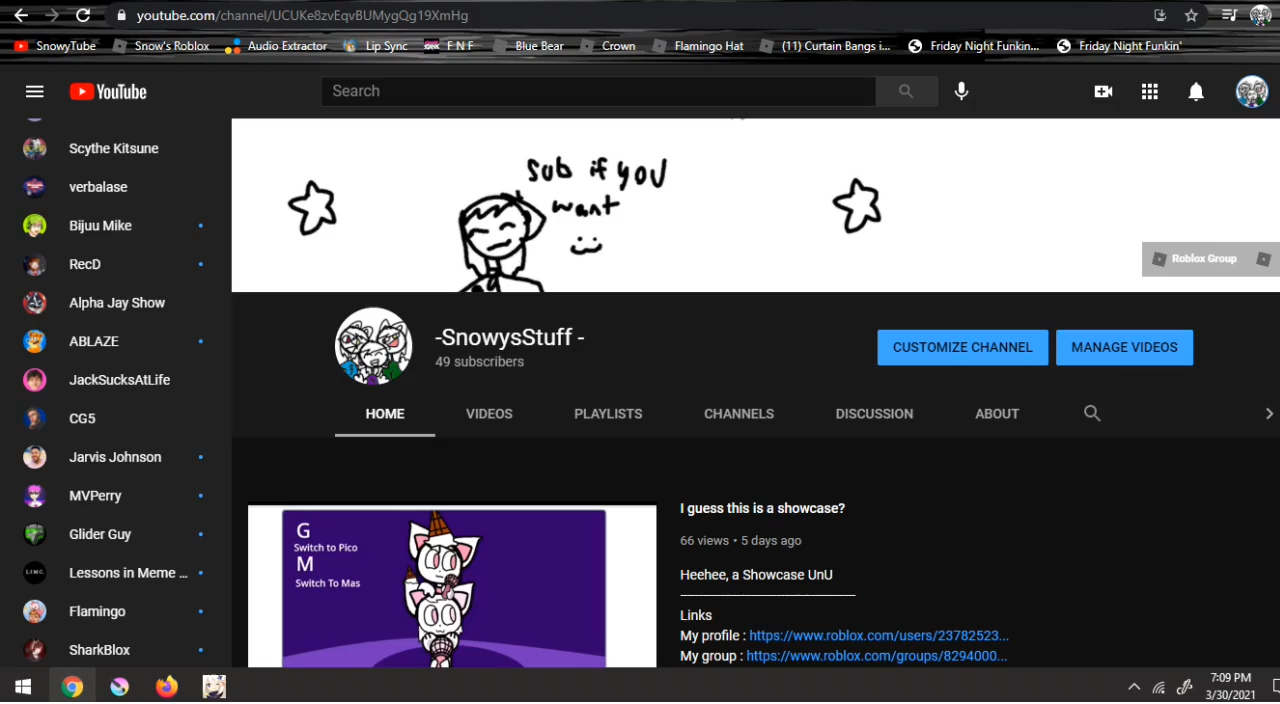 youtube.com/channel/UCUKe8zvEqvBUMygQg19XmHg
SnowyTube
Snow's Roblox
Audio Extractor
Lip Sync
F N F
Blue Bear
Crown
Flamingo Hat
(11) Curtain Bangs i...
Friday Night Funkin...
Friday Night Funkin'
YouTube
Search
Scythe Kitsune
verbalase
Bijuu Mike
RecD
Alpha Jay Show
ABLAZE
JackSucksAtLife
CG5
Jarvis Johnson
MVPerry
Glider Guy
Lessons in Meme ...
Flamingo
SharkBlox
sub if you
want
Roblox Group
-SnowysStuff -
49 subscribers
CUSTOMIZE CHANNEL
MANAGE VIDEOS
HOME
VIDEOS
PLAYLISTS
CHANNELS
DISCUSSION
ABOUT
G
Switch to Pico
M
Switch To Mas
I guess this is a showcase?
66 views • 5 days ago
Heehee, a Showcase UnU
Links
My profile : https://www.roblox.com/users/23782523...
My group : https://www.roblox.com/groups/8294000...
7:09 PM
3/30/2021